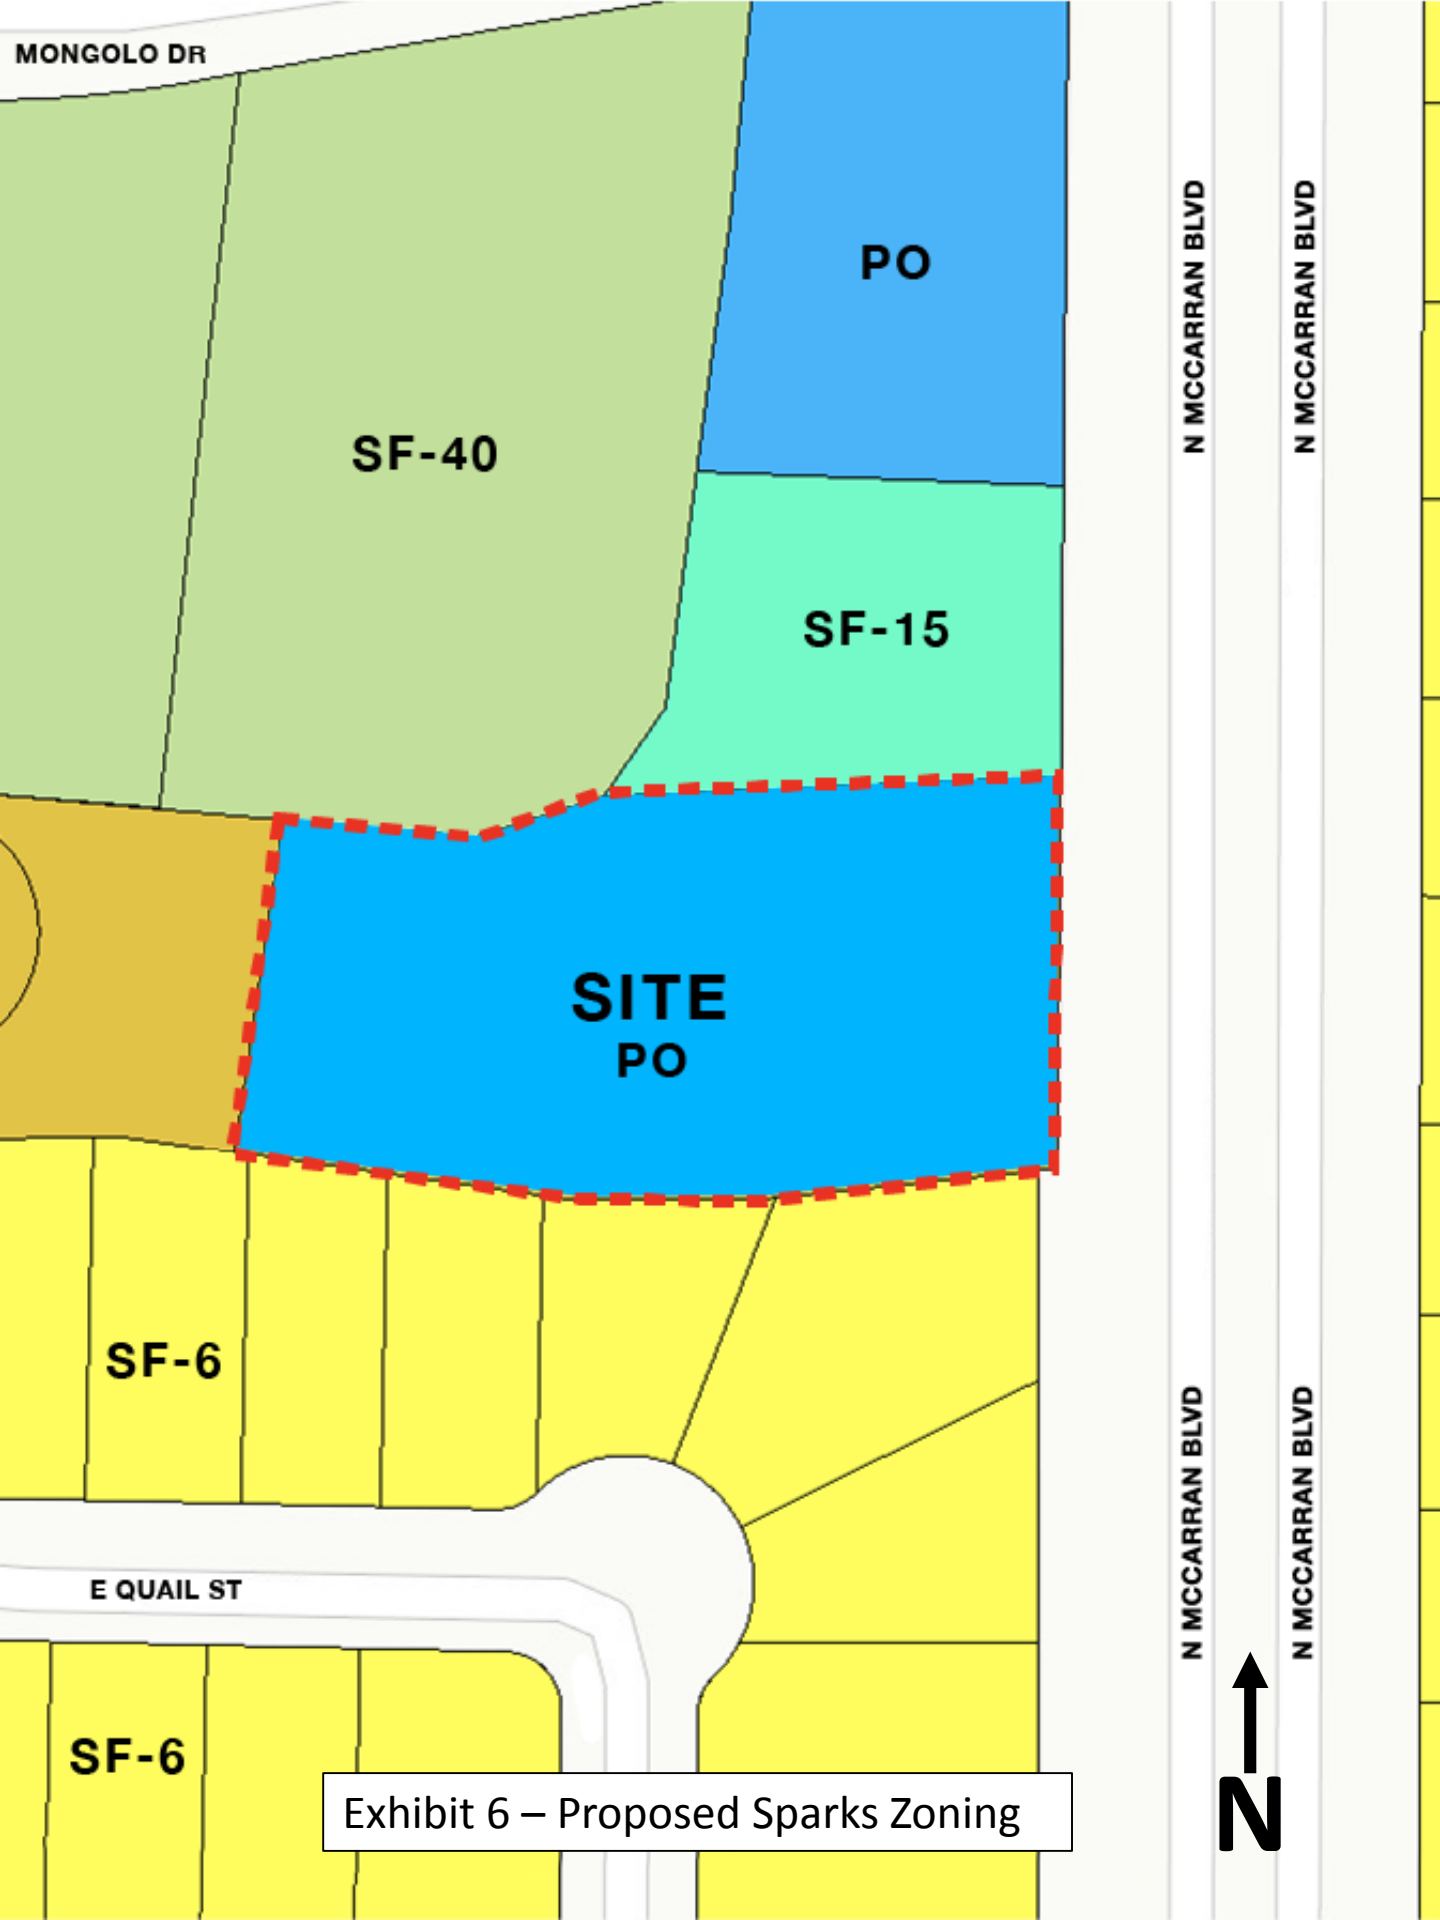 MONGOLO DR
N MCCARRAN BLVD
N MCCARRAN BLVD
PO
SF-40
SF-15
SITE
PO
SF-6
N MCCARRAN BLVD
N MCCARRAN BLVD
E QUAIL ST
SF-6
Exhibit 6 – Proposed Sparks Zoning
N